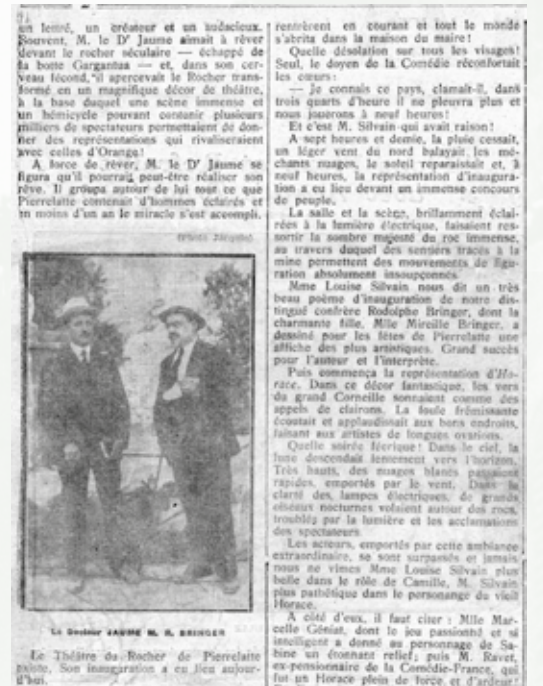 un lettré, un créateur et un audacieux.
Souvent, M. le Dr Jaume aimait à rêver
devant le rocher séculaire — échappé de
la botte Gargantua — et, dans son cer-
veau fécond, il apercevait le Rocher trans-
formé en un magnifique décor de théâtre,
à la base duquel une scène immense et
un hémicycle pouvant contenir plusieurs
milliers de spectateurs permettaient de don-
ner des représentations qui rivaliseraient
avec celles d'Orange!
A force de rêver, M. le Dr Jaume se
figura qu'il pourrait peut-être réaliser son
rêve. Il groupa autour de lui tout ce que
Pierrelatte contenait d'hommes éclairés et
en moins d'un an le miracle s'est accompli.
(Photo
Le Docteur JAUME M. R. BRINGER
Le Théâtre du Rocher de Pierrelatte
existe. Son inauguration a eu lieu aujour-
d'hui.
rentrèrent en courant et tout le monde
s'abrita dans la maison du maire!
Quelle désolation sur tous les visages!
Seul, le doyen de la Comédie réconfortait
les cœurs:
— Je connais ce pays, clamait-il, dans
trois quarts d'heure il ne pleuvra plus et
nous jouerons à neuf heures!
Et c'est M. Silvain qui avait raison!
A sept heures et demie, la pluie cessait,
un léger vent du nord balayait les mé-
chants nuages, le soleil reparaissait et, à
neuf heures, la représentation d'inaugura-
tion a eu lieu devant un immense concours
de peuple.
La salle et la scène, brillamment éclai-
rées à la lumière électrique, faisaient res-
sortir la sombre majesté du roc immense,
au travers duquel des sentiers tracés à la
mine permettent des mouvements de figu-
ration absolument insoupçonnés.
Mme Louise Silvain nous dit un très
beau poème d'inauguration de notre dis-
tingué confrère Rodolphe Bringer, dont la
charmante fille, Mlle Mireille Bringer, a
dessiné pour les fêtes de Pierrelatte une
affiche des plus artistiques. Grand succès
pour l'auteur et l'interprète.
Puis commença la représentation d'Ho-
race. Dans ce décor fantastique, les vers
du grand Corneille sonnaient comme des
appels de clairons. La foule frémissante
écoutait et applaudissait aux bons endroits,
faisant aux artistes de longues ovations.
Quelle soirée féerique! Dans le ciel, la
lune descendait lentement vers l'horizon.
Très hauts, des nuages blancs passaient
rapides, emportés par le vent. Dans la
clarté des lampes électriques, de grands
oiseaux nocturnes volaient autour des rocs,
troublés par la lumière et les acclamations
des spectateurs.
Les acteurs, emportés par cette ambiance
extraordinaire, se sont surpassés et jamais
nous ne vîmes Mme Louise Silvain plus
belle dans le rôle de Camille, M. Silvain
plus pathétique dans le personnage du vieil
Horace.
A côté d'eux, il faut citer: Mlle Mar-
celle Géniat, dont le jeu passionné et si
intelligent a donné au personnage de Sa-
bine un étonnant relief; puis M. Ravet,
ex-pensionnaire de la Comédie-France, qui
fut un Horace plein de force et d'ardeur!